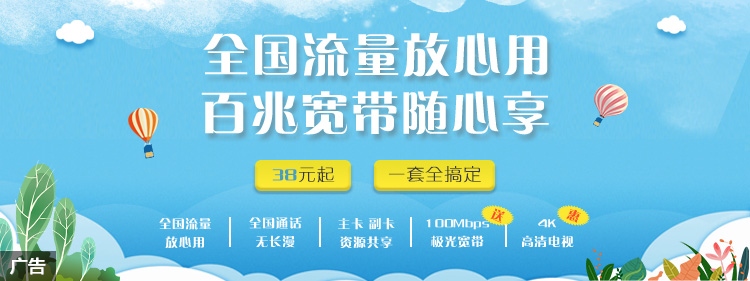 全国流量放心用
百兆宽带随心享
38元起
一套全搞定
全国流量
放心用
全国通话
无长漫
主卡 副卡
资源共享
100Mbps
送
极光宽带
4K
惠
高清电视
广告